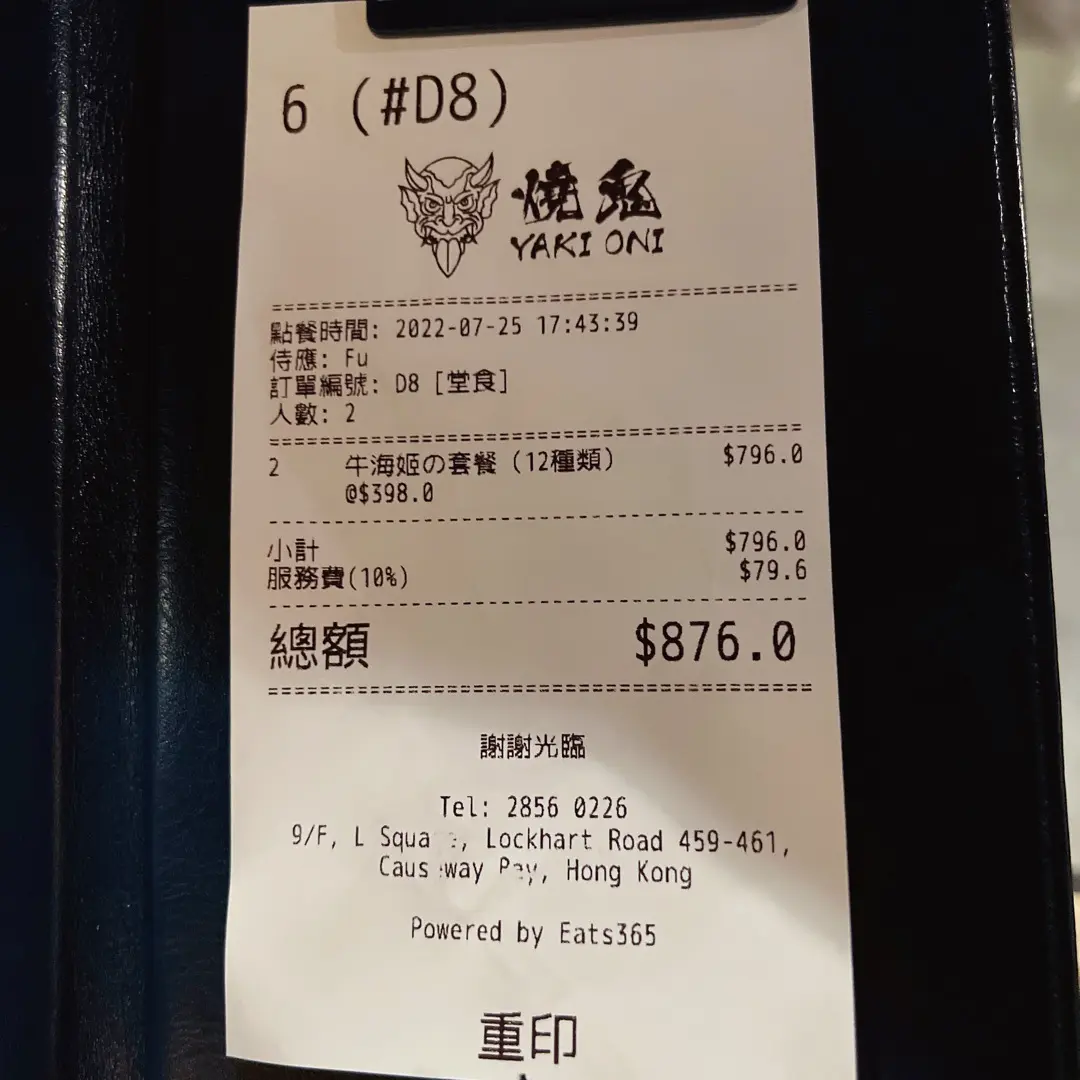 6 (#D8)
燒鬼
YAKI ONI
點餐時間: 2022-07-25 17:43:39
侍應: Fu
訂單編號: D8 [堂食]
人數: 2
2 牛海姬の套餐 (12種類) $796.0
@$398.0
小計 $796.0
服務費(10%) $79.6
總額 $876.0
謝謝光臨
Tel: 2856 0226
9/F, L Lockhart Road 459-461,
Hong Kong
Powered by Eats365
重印